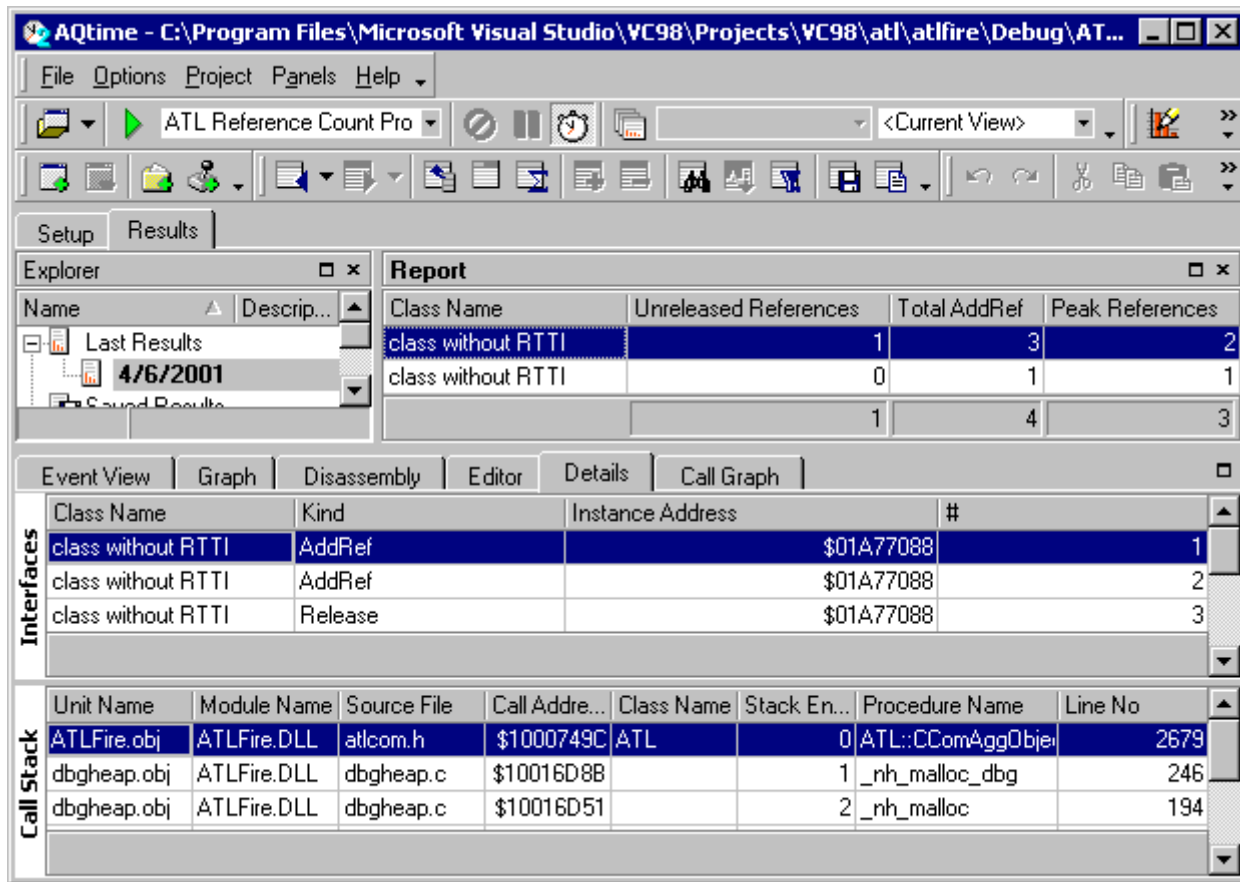 AQtime - C:\Program Files\Microsoft Visual Studio\VC98\Projects\VC98\atl\atlfire\Debug\AT...
File Options Project Panels Help
ATL Reference Count Pro <Current View>
Setup Results
Explorer Report
Name Descrip... Class Name Unreleased References Total AddRef Peak References
Last Results class without RTTI 1 3 2
4/6/2001 class without RTTI 0 1 1
Saved Results 1 4 3
Event View Graph Disassembly Editor Details Call Graph
Interfaces
Class Name Kind Instance Address #
class without RTTI AddRef $01A77088 1
class without RTTI AddRef $01A77088 2
class without RTTI Release $01A77088 3
Call Stack
Unit Name Module Name Source File Call Addre... Class Name Stack En... Procedure Name Line No
ATLFire.obj ATLFire.DLL atlcom.h $1000749C ATL 0 ATL::CComAggObje 2679
dbgheap.obj ATLFire.DLL dbgheap.c $10016D8B 1 _nh_malloc_dbg 246
dbgheap.obj ATLFire.DLL dbgheap.c $10016D51 2 _nh_malloc 194